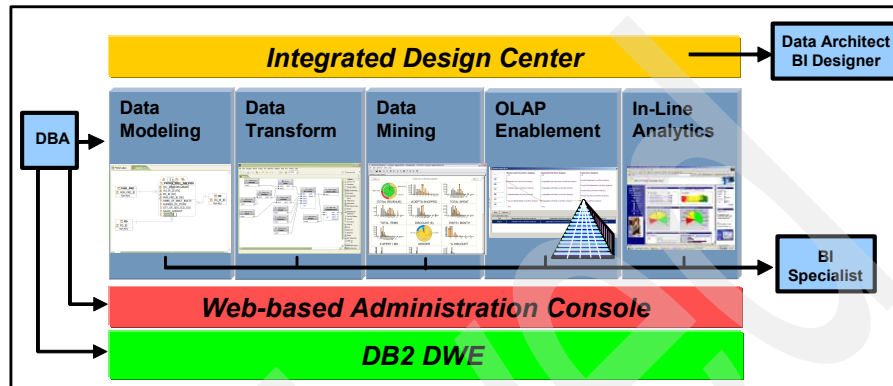 Integrated Design Center
Data Architect
BI Designer
DBA
Data
Modeling
Data
Transform
Data
Mining
OLAP
Enablement
In-Line
Analytics
BI
Specialist
Web-based Administration Console
DB2 DWE